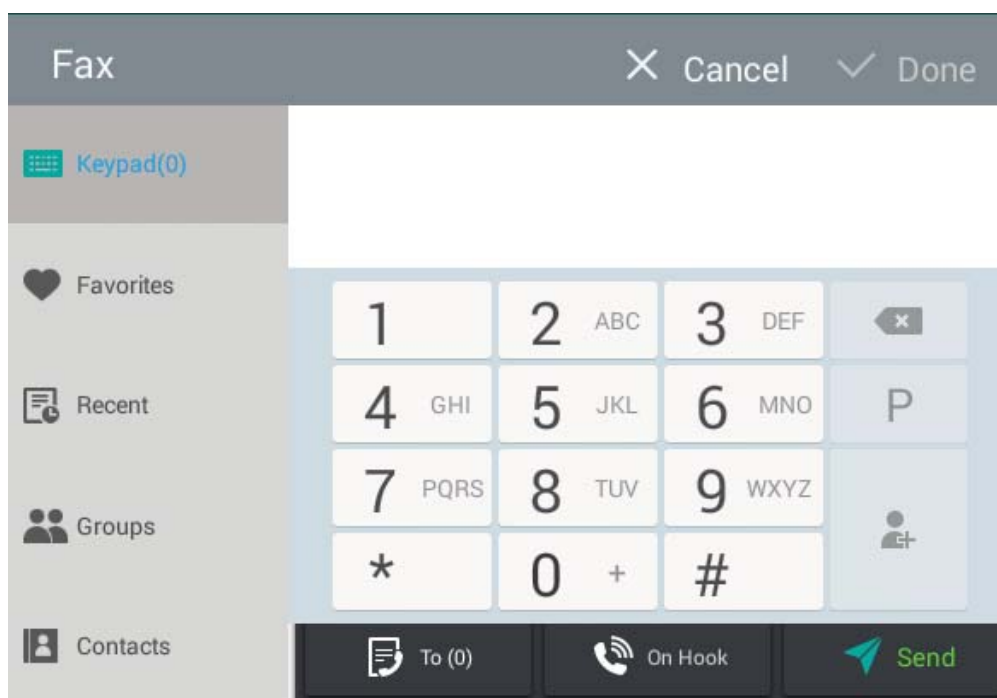 Fax
Cancel
Done
Keypad(0)
Favorites
Recent
Groups
Contacts
1
2 ABC
3 DEF
4 GHI
5 JKL
6 MNO
P
7 PQRS
8 TUV
9 WXYZ
*
0 +
#
To (0)
On Hook
Send